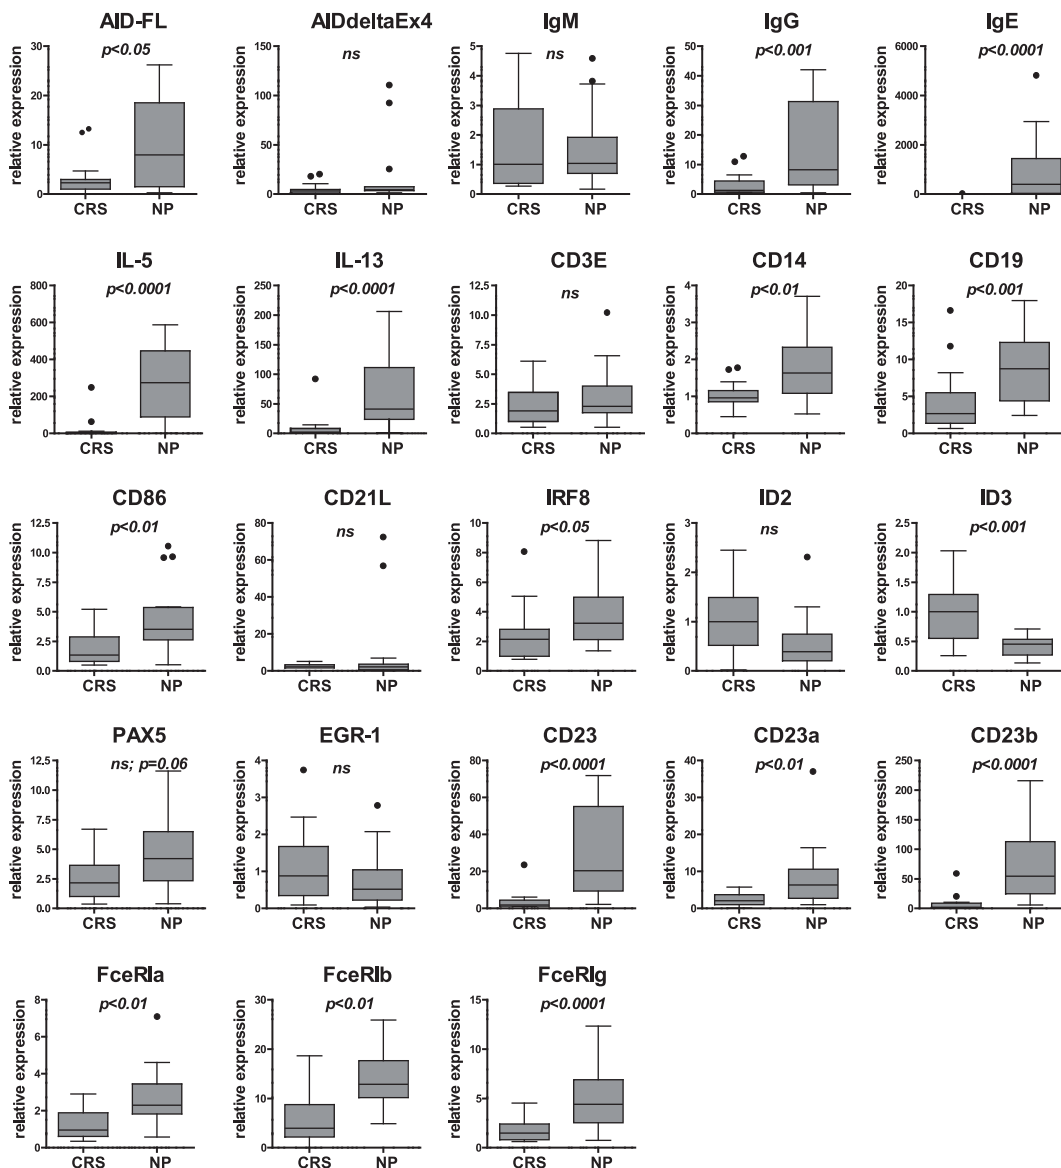 AID-FL AIDdeltaEx4 IgM IgG IgE
p<0.05 ns ns p<0.001 p<0.0001
relative expression relative expression relative expression relative expression relative expression
30 150 5 60 6000
20 100 4 40 4000
10 50 3 20 2000
0 0 2 0 0
1
0
CRS NP CRS NP CRS NP CRS NP CRS NP
IL-5 IL-13 CD3E CD14 CD19
p<0.0001 p<0.0001 ns p<0.01 p<0.001
relative expression relative expression relative expression relative expression relative expression
800 250 12.5 4 20
600 200 10.0 3 15
400 150 7.5 2 10
200 100 5.0 1 5
0 50 2.5 0 0
0 0.0
CRS NP CRS NP CRS NP CRS NP CRS NP
CD86 CD21L IRF8 ID2 ID3
p<0.01 ns p<0.05 ns p<0.001
relative expression relative expression relative expression relative expression relative expression
12.5 80 10 3 2.5
10.0 60 8 2 2.0
7.5 40 6 1 1.5
5.0 20 4 0 1.0
2.5 0 2 0.5
0.0 0 0.0
CRS NP CRS NP CRS NP CRS NP CRS NP
PAX5 EGR-1 CD23 CD23a CD23b
ns; p=0.06 ns p<0.0001 p<0.01 p<0.0001
relative expression relative expression relative expression relative expression relative expression
12.5 4 80 40 250
10.0 3 60 30 200
7.5 2 40 20 150
5.0 1 20 10 100
2.5 0 0 0 50
0.0 0
CRS NP CRS NP CRS NP CRS NP CRS NP
FceRIa FceRIb FceRIg
p<0.01 p<0.01 p<0.0001
relative expression relative expression relative expression
8 30 15
6 20 10
4 10 5
2 0 0
0
CRS NP CRS NP CRS NP